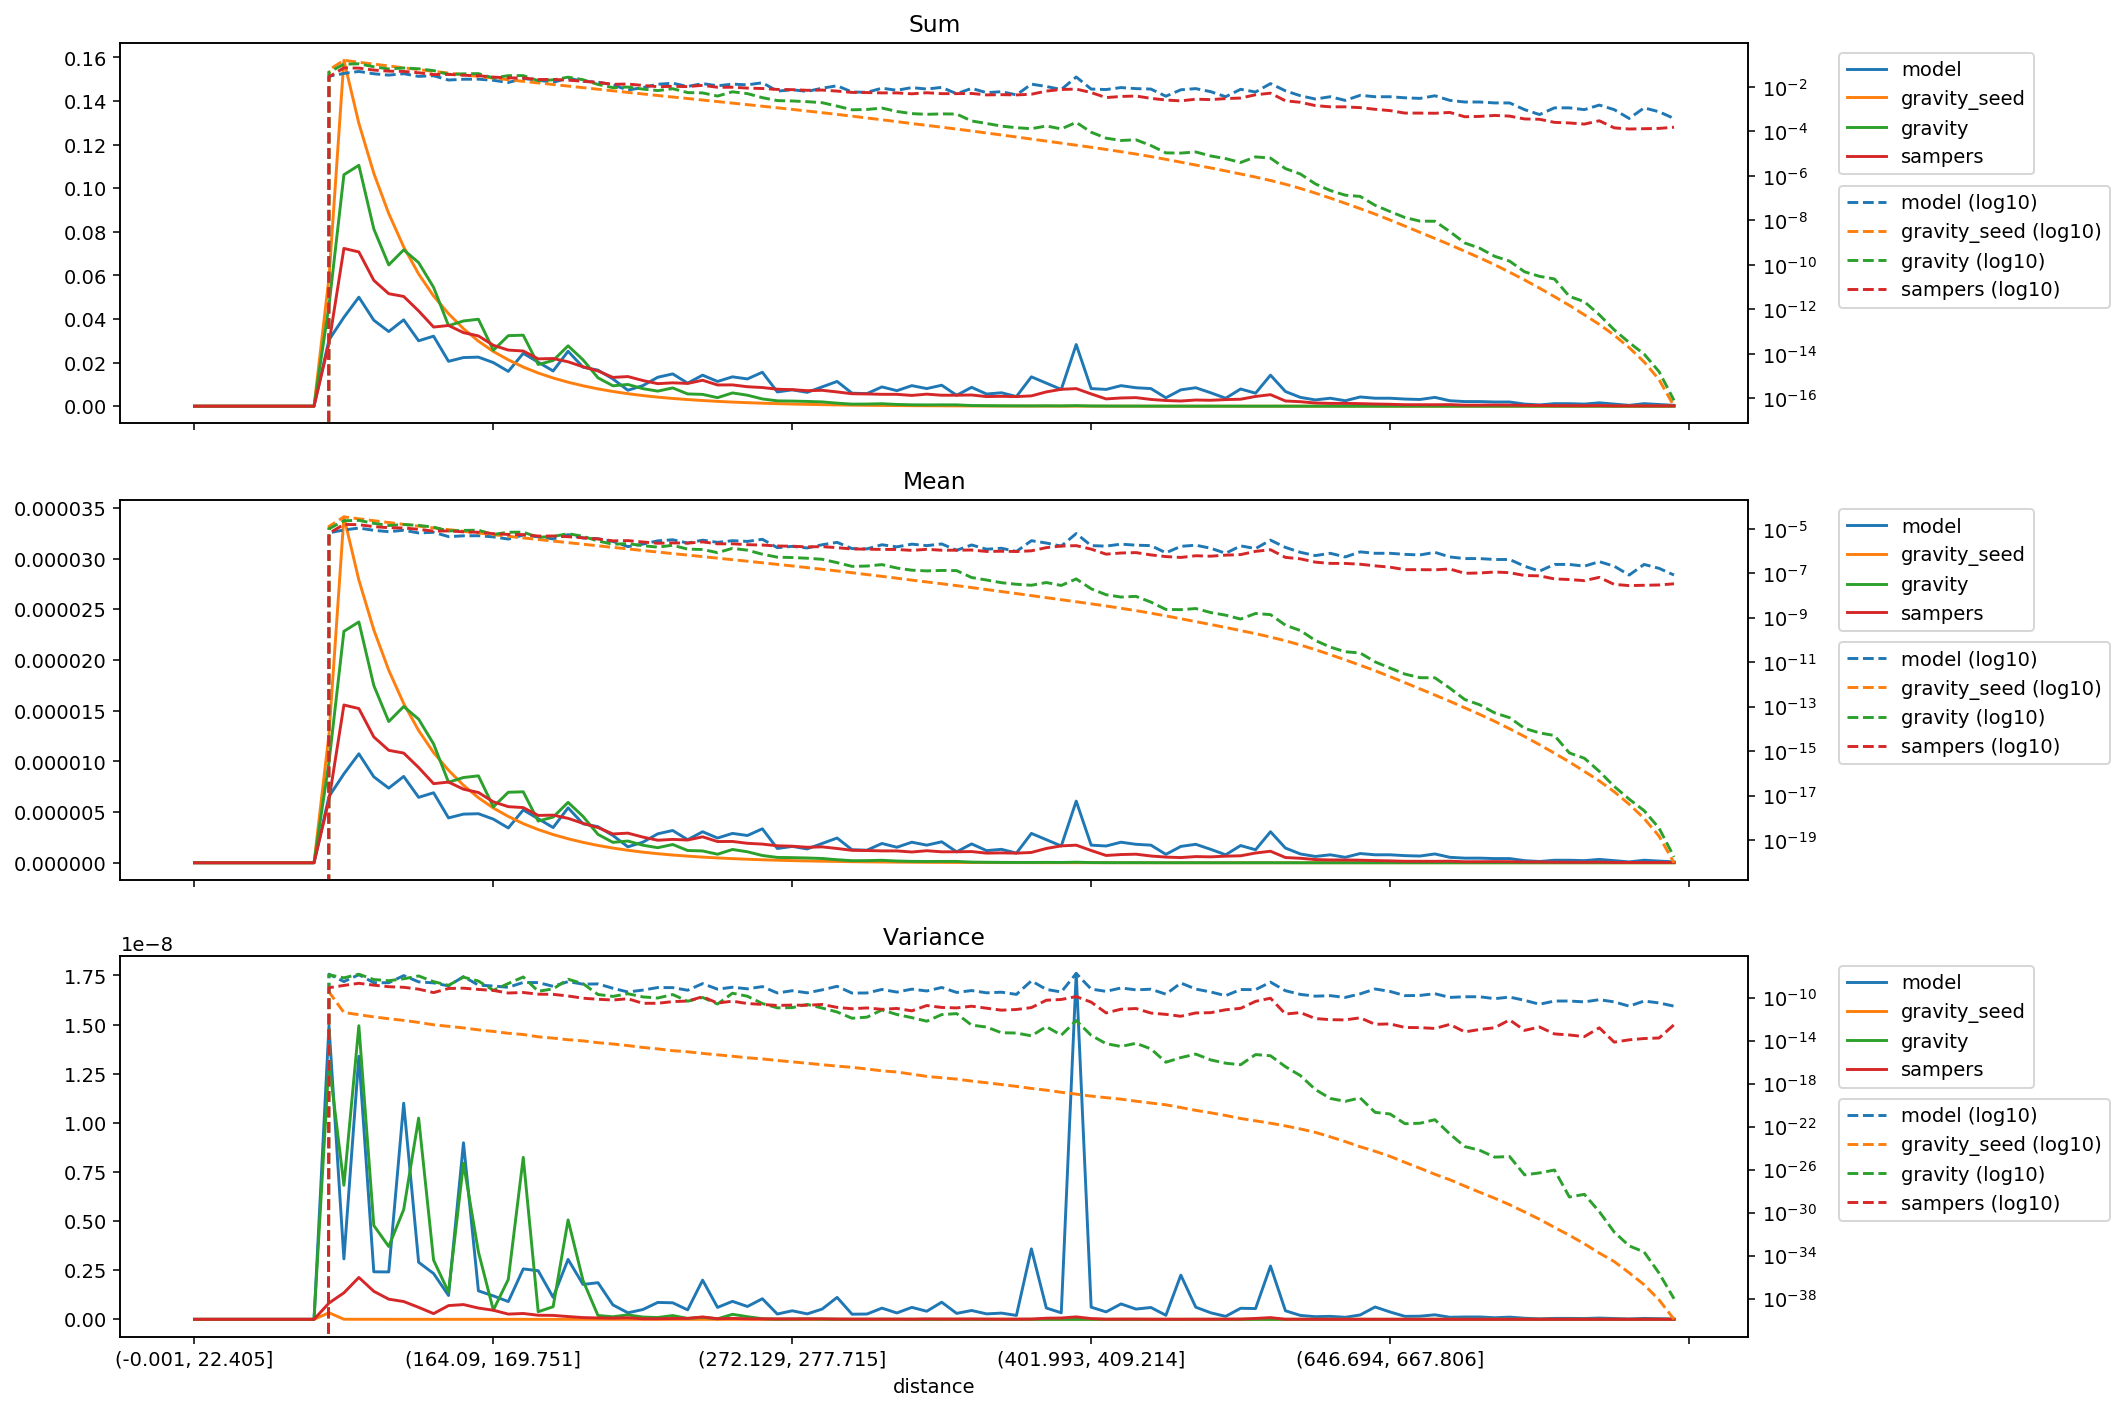 Sum
0.16
0.14
0.12
0.10
0.08
0.06
0.04
0.02
0.00
10⁻²
10⁻⁴
10⁻⁶
10⁻⁸
10⁻¹⁰
10⁻¹²
10⁻¹⁴
10⁻¹⁶
model
gravity_seed
gravity
sampers
model (log10)
gravity_seed (log10)
gravity (log10)
sampers (log10)
Mean
0.000035
0.000030
0.000025
0.000020
0.000015
0.000010
0.000005
0.000000
10⁻⁵
10⁻⁷
10⁻⁹
10⁻¹¹
10⁻¹³
10⁻¹⁵
10⁻¹⁷
10⁻¹⁹
model
gravity_seed
gravity
sampers
model (log10)
gravity_seed (log10)
gravity (log10)
sampers (log10)
Variance
1e−8
1.75
1.50
1.25
1.00
0.75
0.50
0.25
0.00
10⁻¹⁰
10⁻¹⁴
10⁻¹⁸
10⁻²²
10⁻²⁶
10⁻³⁰
10⁻³⁴
10⁻³⁸
model
gravity_seed
gravity
sampers
model (log10)
gravity_seed (log10)
gravity (log10)
sampers (log10)
(-0.001, 22.405]
(164.09, 169.751]
(272.129, 277.715]
(401.993, 409.214]
(646.694, 667.806]
distance